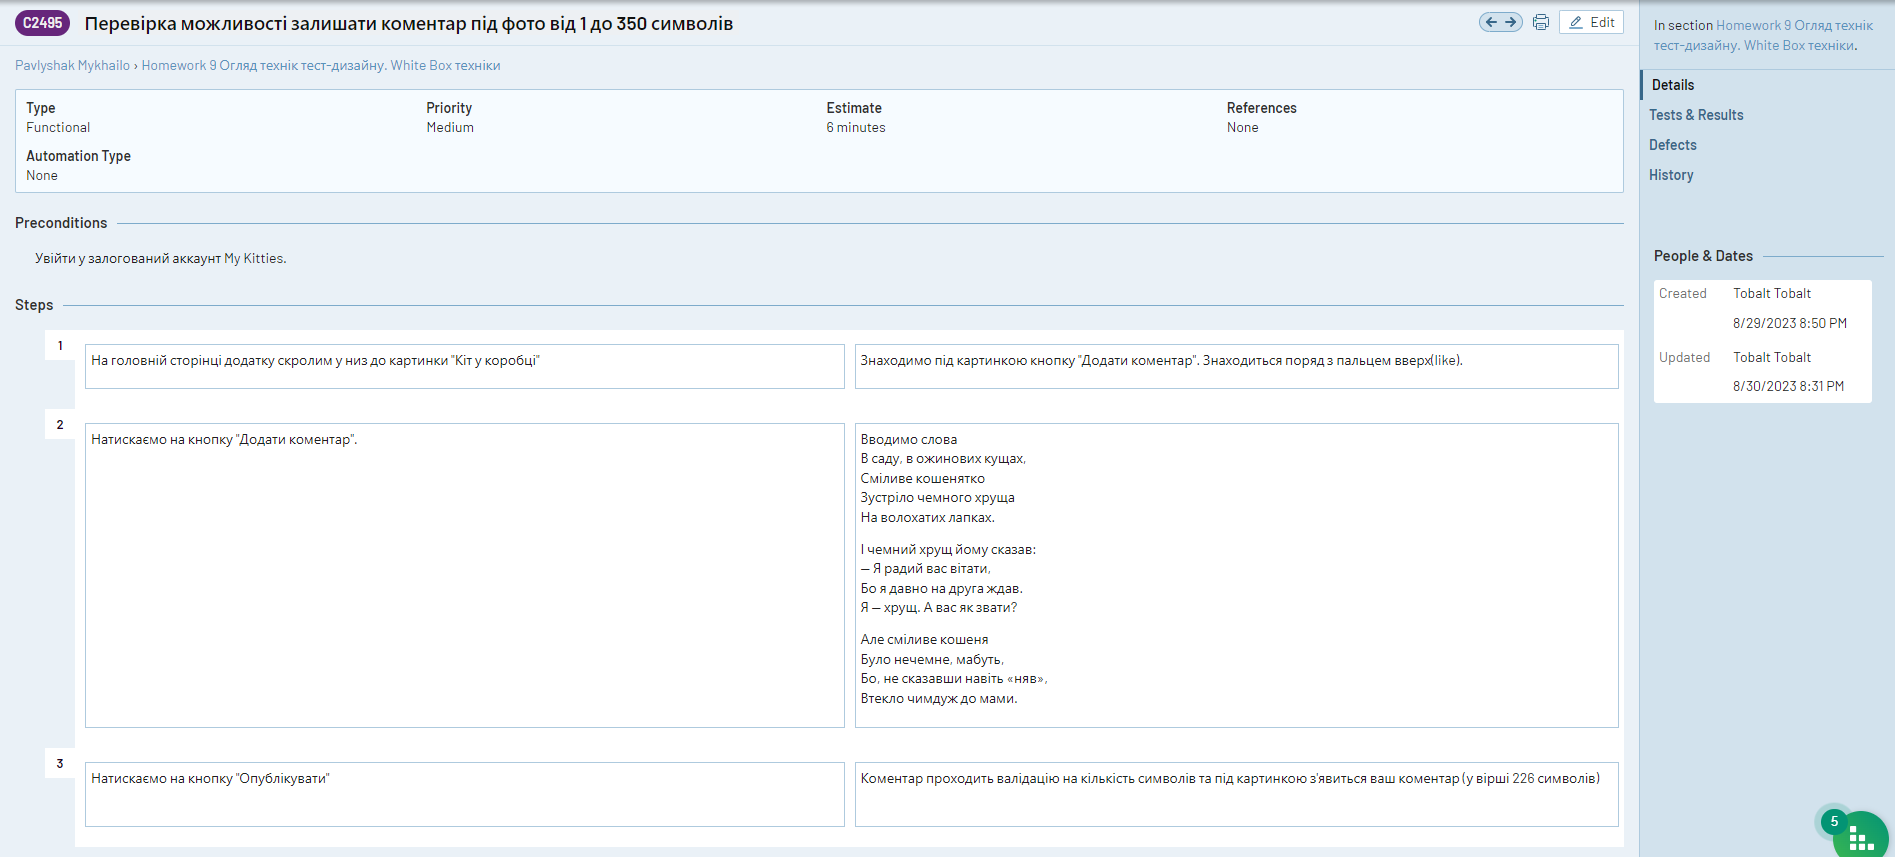 C2495 Перевірка можливості залишати коментар під фото від 1 до 350 символів
Edit
Pavlyshak Mykhailo › Homework 9 Огляд технік тест-дизайну. White Box техніки
Type
Functional
Priority
Medium
Estimate
6 minutes
References
None
Automation Type
None
Preconditions
Увійти у залогований аккаунт My Kitties.
Steps
1
На головній сторінці додатку скролим у низ до картинки "Кіт у коробці"
Знаходимо під картинкою кнопку "Додати коментар". Знаходиться поряд з пальцем вверх(like).
2
Натискаємо на кнопку "Додати коментар".
Вводимо слова
В саду, в ожинових кущах,
Сміливе кошенятко
Зустріло чемного хруща
На волохатих лапках.
І чемний хрущ йому сказав:
— Я радий вас вітати,
Бо я давно на друга ждав.
Я — хрущ. А вас як звати?
Але сміливе кошеня
Було нечемне, мабуть,
Бо, не сказавши навіть «няв»,
Втекло чимдуж до мами.
3
Натискаємо на кнопку "Опублікувати"
Коментар проходить валідацію на кількість символів та під картинкою з'явиться ваш коментар (у вірші 226 символів)
In section Homework 9 Огляд технік
тест-дизайну. White Box техніки.
Details
Tests & Results
Defects
History
People & Dates
Created Tobalt Tobalt
8/29/2023 8:50 PM
Updated Tobalt Tobalt
8/30/2023 8:31 PM
5